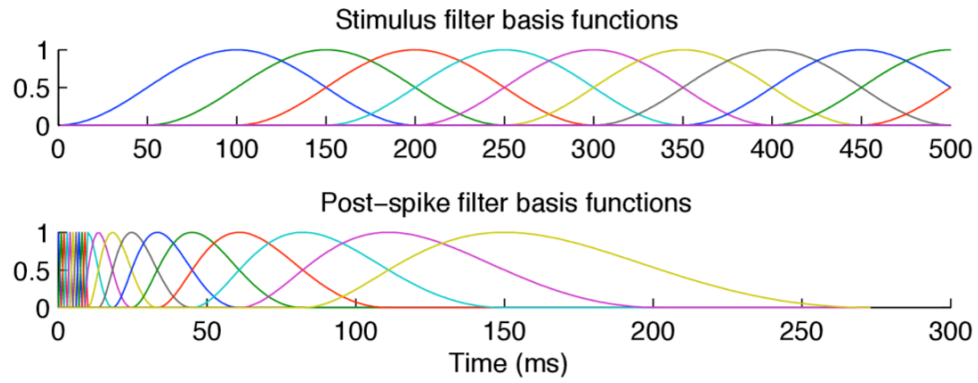 Stimulus filter basis functions
1
0.5
0
0 50 100 150 200 250 300 350 400 450 500
Post−spike filter basis functions
1
0.5
0
0 50 100 150 200 250 300
Time (ms)